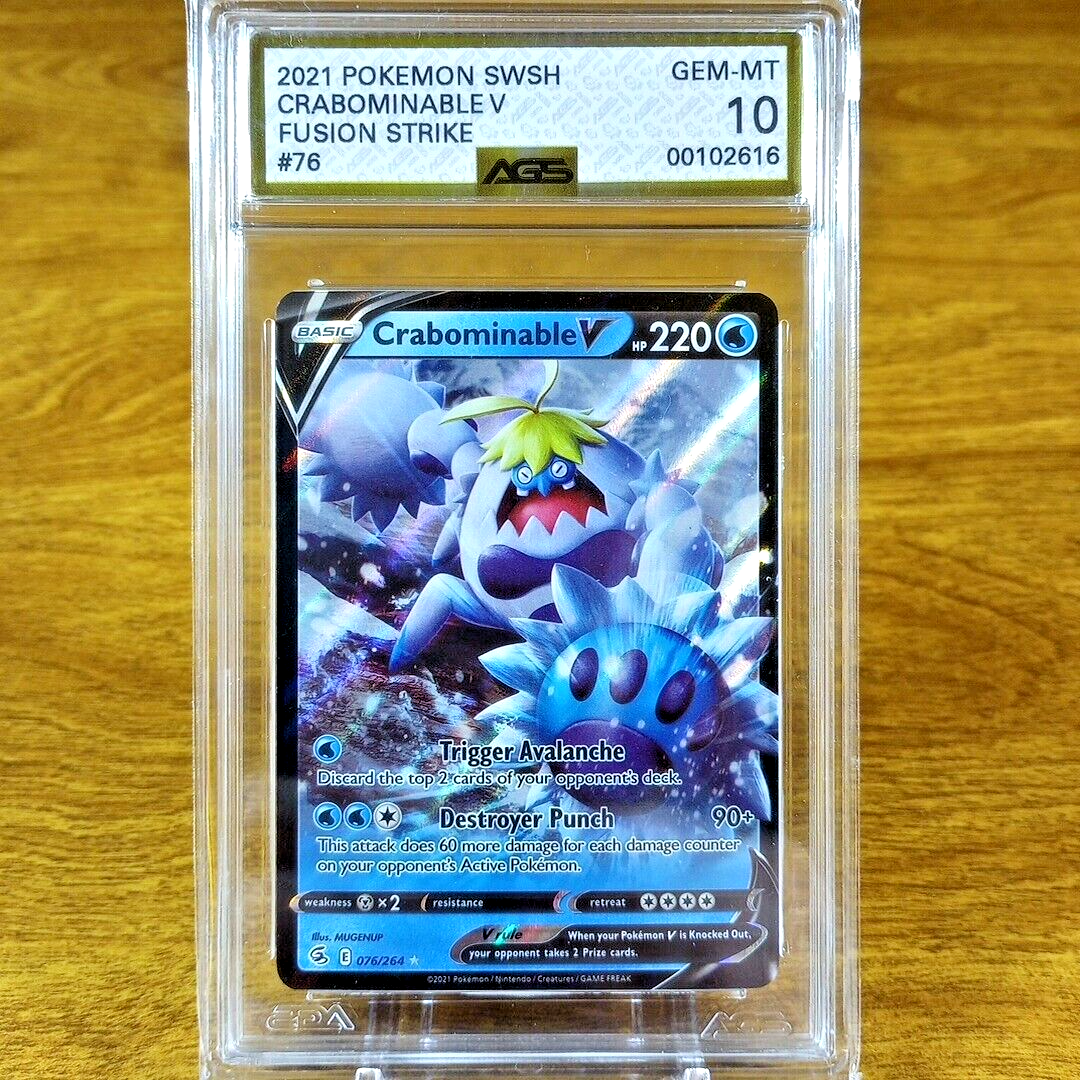 2021 POKEMON SWSH GEM-MT
CRABOMINABLE V 10
FUSION STRIKE
#76 00102616
AGS
BASIC Crabominable V HP 220
Trigger Avalanche
Discard the top 2 cards of your opponent's deck.
Destroyer Punch 90+
This attack does 60 more damage for each damage counter
on your opponent's Active Pokémon.
weakness ×2 resistance retreat
Illus. MUGENUP
V rule When your Pokémon V is Knocked Out,
your opponent takes 2 Prize cards.
E 076/264
©2021 Pokémon / Nintendo / Creatures / GAME FREAK
AGS